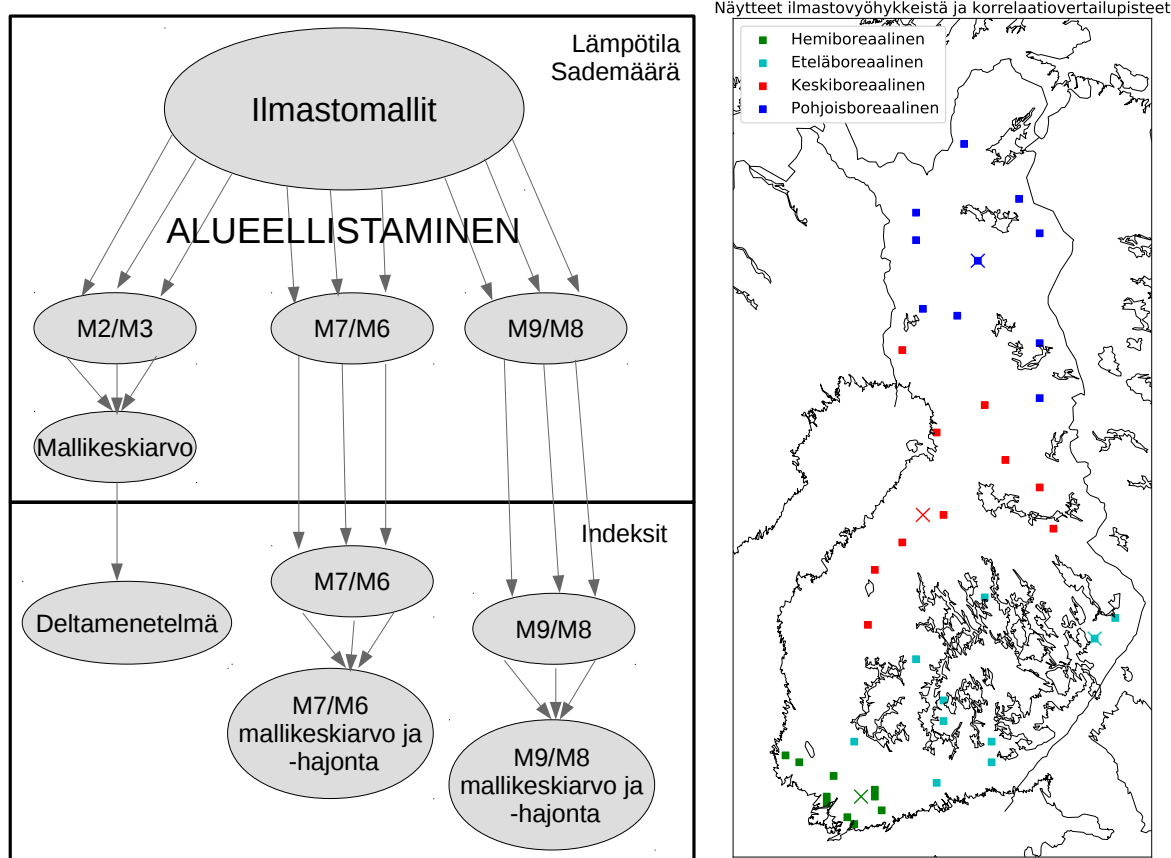 Lämpötila
Sademäärä
Ilmastomallit
ALUEELLISTAMINEN
M2/M3
M7/M6
M9/M8
Mallikeskiarvo
Indeksit
M7/M6
Deltamenetelmä
M9/M8
M7/M6
mallikeskiarvo ja
-hajonta
M9/M8
mallikeskiarvo ja
-hajonta
Näytteet ilmastovyöhykkeistä ja korrelaatiovertailupisteet
Hemiboreaalinen
Eteläboreaalinen
Keskiboreaalinen
Pohjoisboreaalinen